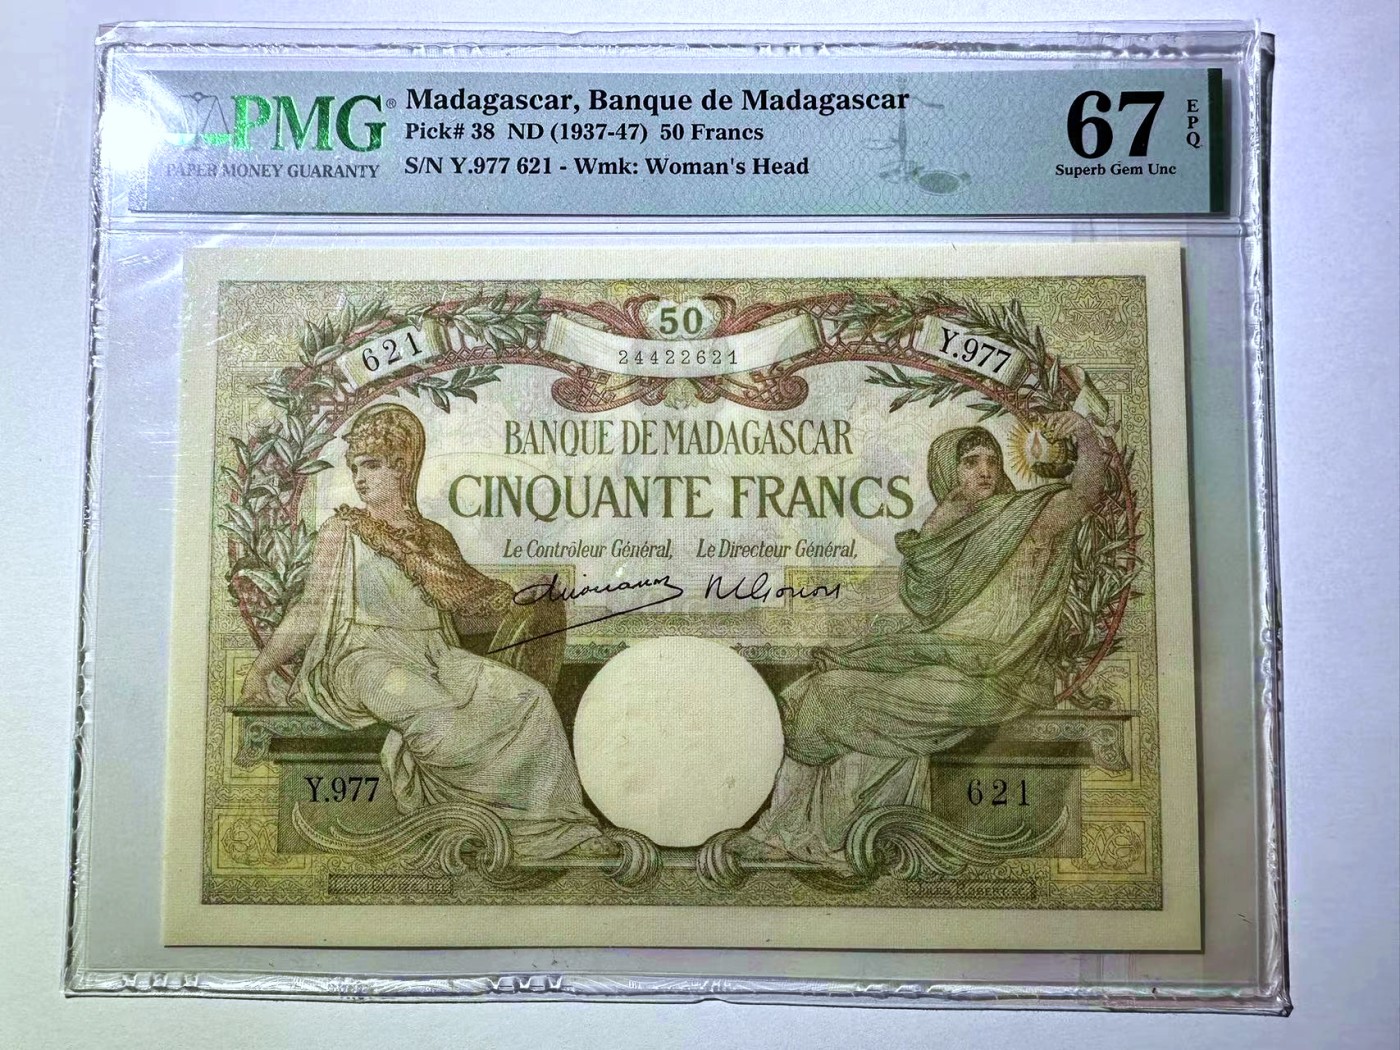 PMG®
PAPER MONEY GUARANTY
Madagascar, Banque de Madagascar
Pick# 38 ND (1937-47) 50 Francs
S/N Y.977 621 - Wmk: Woman's Head
67
EPQ
Superb Gem Unc
50
621
24422621
Y.977
BANQUE DE MADAGASCAR
CINQUANTE FRANCS
Le Contrôleur Général, Le Directeur Général,
Y.977
621